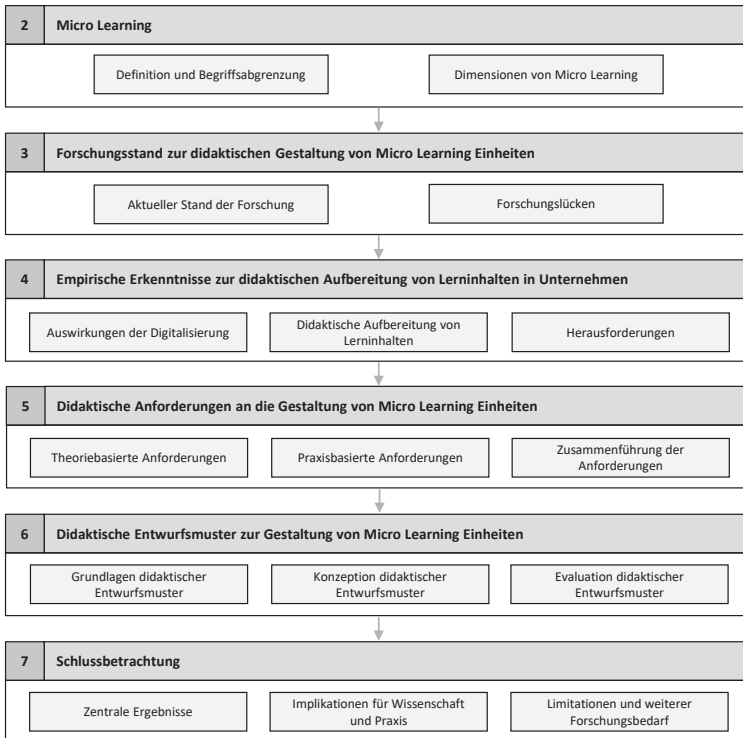 2 Micro Learning
Definition und Begriffsabgrenzung
Dimensionen von Micro Learning
3 Forschungsstand zur didaktischen Gestaltung von Micro Learning Einheiten
Aktueller Stand der Forschung
Forschungslücken
4 Empirische Erkenntnisse zur didaktischen Aufbereitung von Lerninhalten in Unternehmen
Auswirkungen der Digitalisierung
Didaktische Aufbereitung von
Lerninhalten
Herausforderungen
5 Didaktische Anforderungen an die Gestaltung von Micro Learning Einheiten
Theoriebasierte Anforderungen
Praxisbasierte Anforderungen
Zusammenführung der
Anforderungen
6 Didaktische Entwurfsmuster zur Gestaltung von Micro Learning Einheiten
Grundlagen didaktischer
Entwurfsmuster
Konzeption didaktischer
Entwurfsmuster
Evaluation didaktischer
Entwurfsmuster
7 Schlussbetrachtung
Zentrale Ergebnisse
Implikationen für Wissenschaft
und Praxis
Limitationen und weiterer
Forschungsbedarf